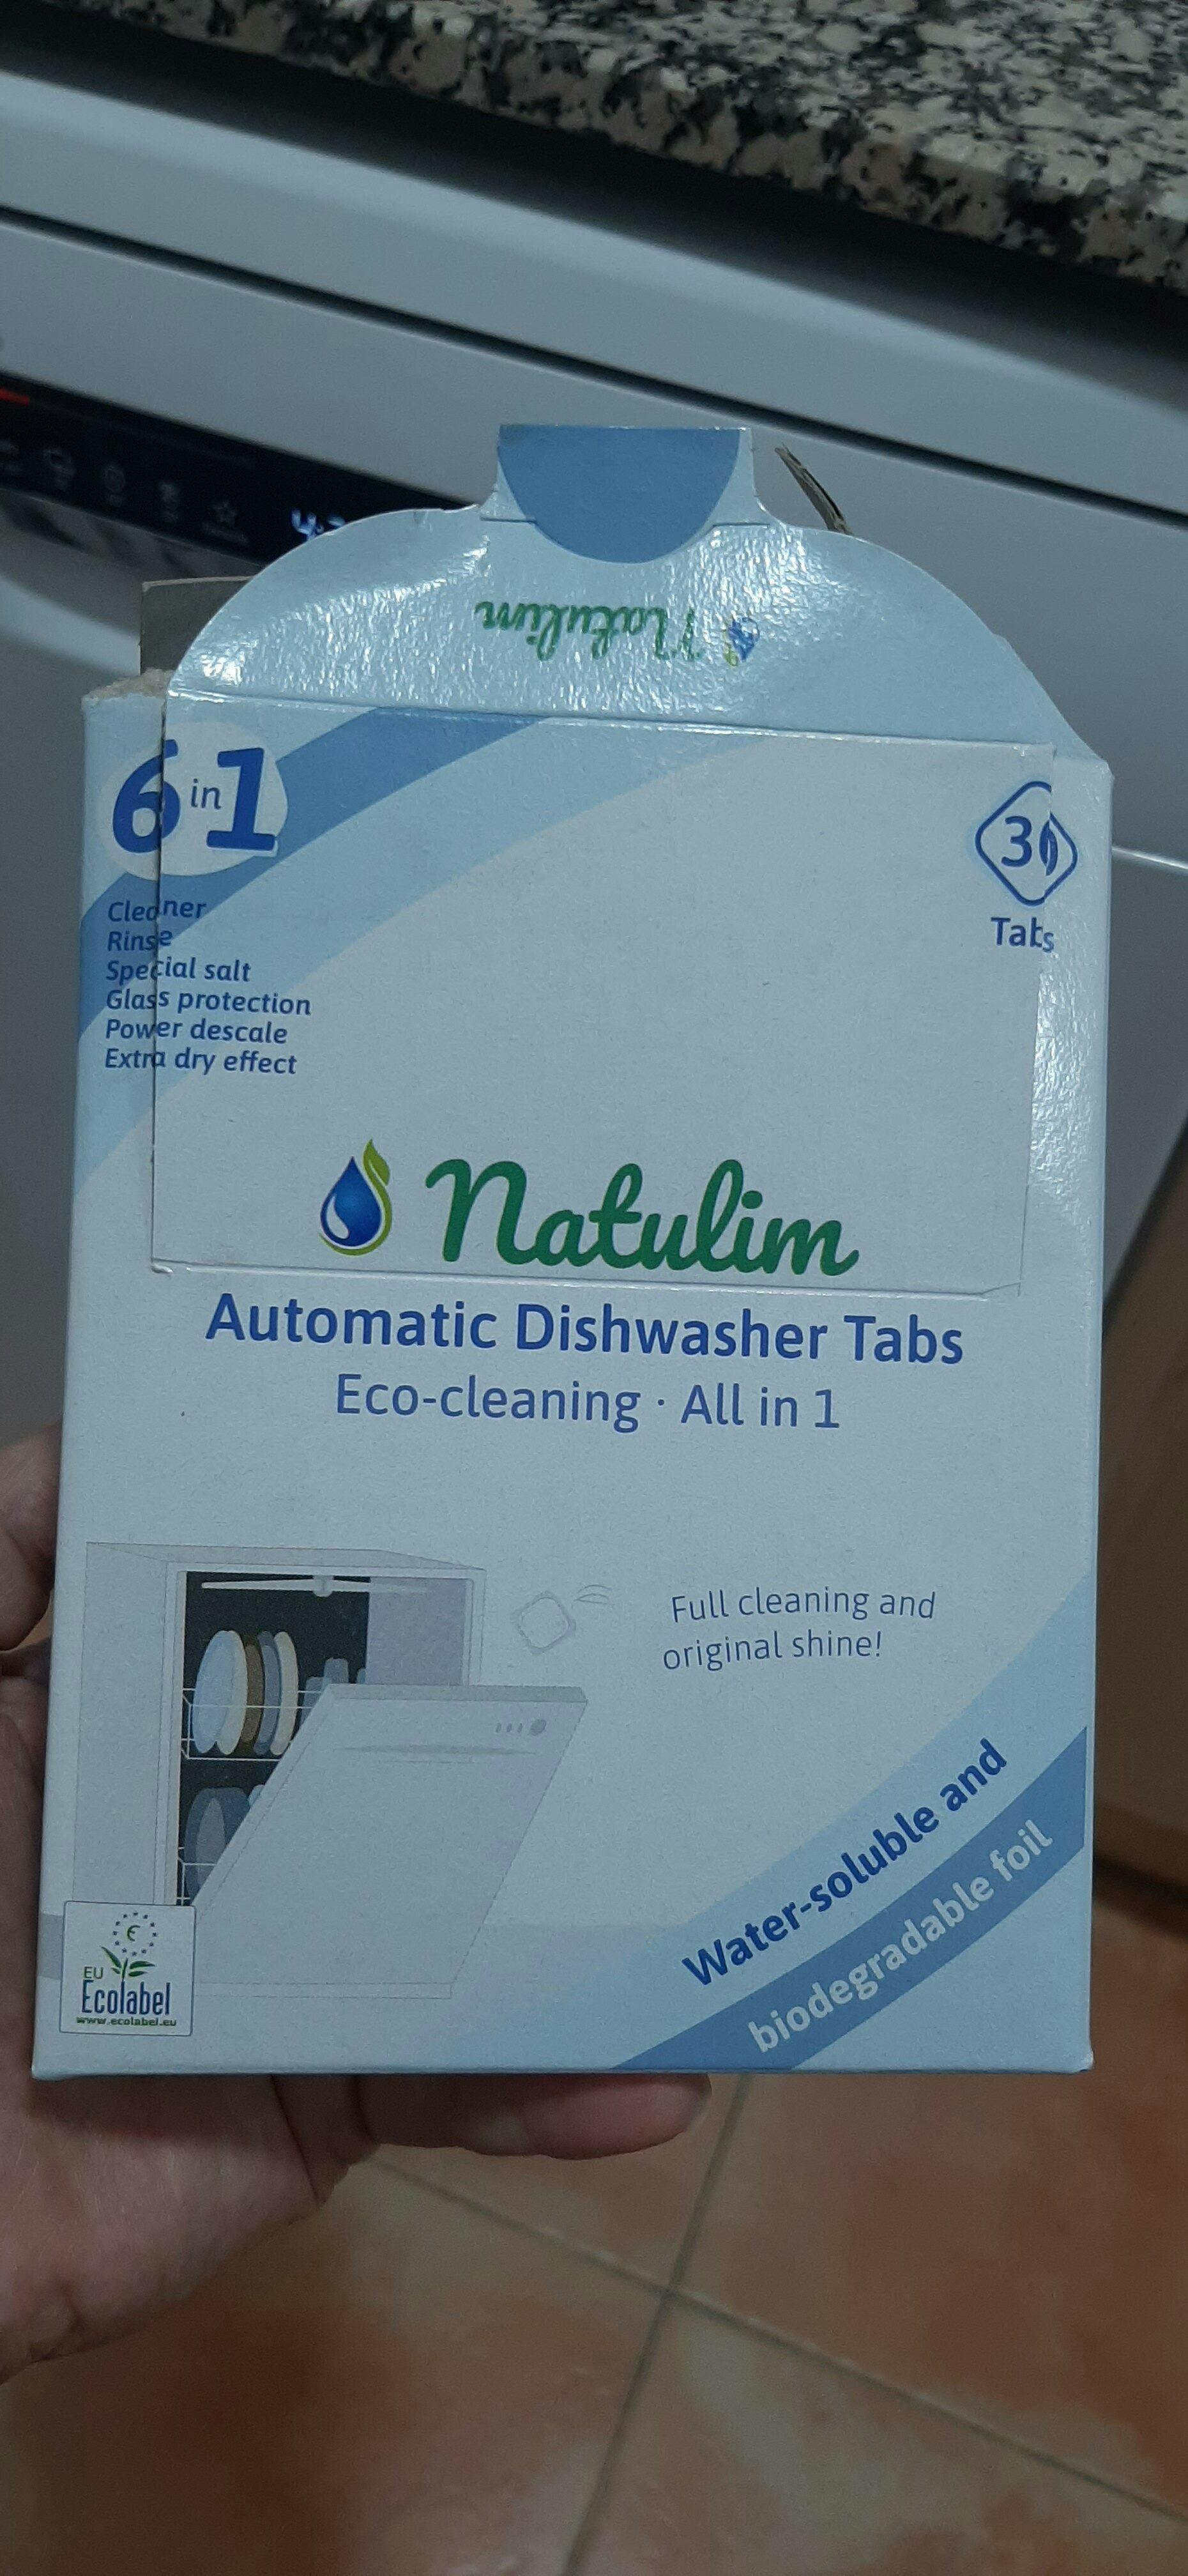 Natulim
6 in 1
30
Tabs
Cleaner
Rinse
Special salt
Glass protection
Power descale
Extra dry effect
Natulim
Automatic Dishwasher Tabs
Eco-cleaning · All in 1
Full cleaning and
original shine!
Water-soluble and
biodegradable foil
EU
Ecolabel
www.ecolabel.eu